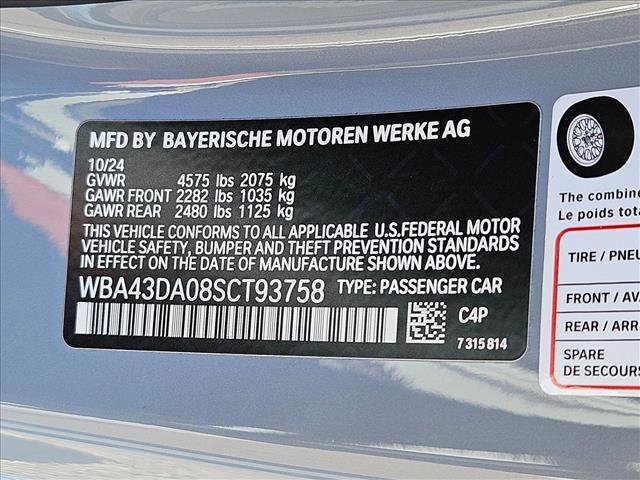 MFD BY BAYERISCHE MOTOREN WERKE AG
10/24
GVWR 4575 lbs 2075 kg
GAWR FRONT 2282 lbs 1035 kg
GAWR REAR 2480 lbs 1125 kg
THIS VEHICLE CONFORMS TO ALL APPLICABLE U.S.FEDERAL MOTOR
VEHICLE SAFETY, BUMPER AND THEFT PREVENTION STANDARDS
IN EFFECT ON THE DATE OF MANUFACTURE SHOWN ABOVE.
WBA43DA08SCT93758 TYPE: PASSENGER CAR
C4P
7315814
The combine
Le poids tota
TIRE / PNEU
FRONT / AVA
REAR / ARRI
SPARE
DE SECOURS